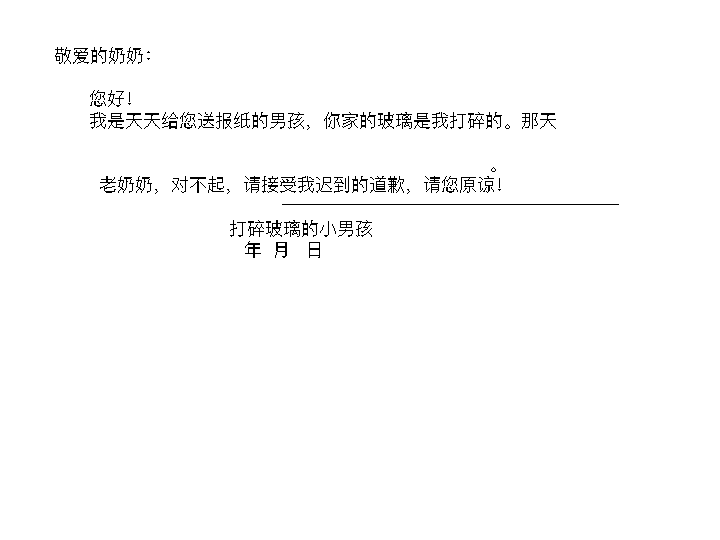 敬爱的奶奶：
您好！
我是天天给您送报纸的男孩，你家的玻璃是我打碎的。那天
。
老奶奶，对不起，请接受我迟到的道歉，请您原谅！
打碎玻璃的小男孩
年 月 日